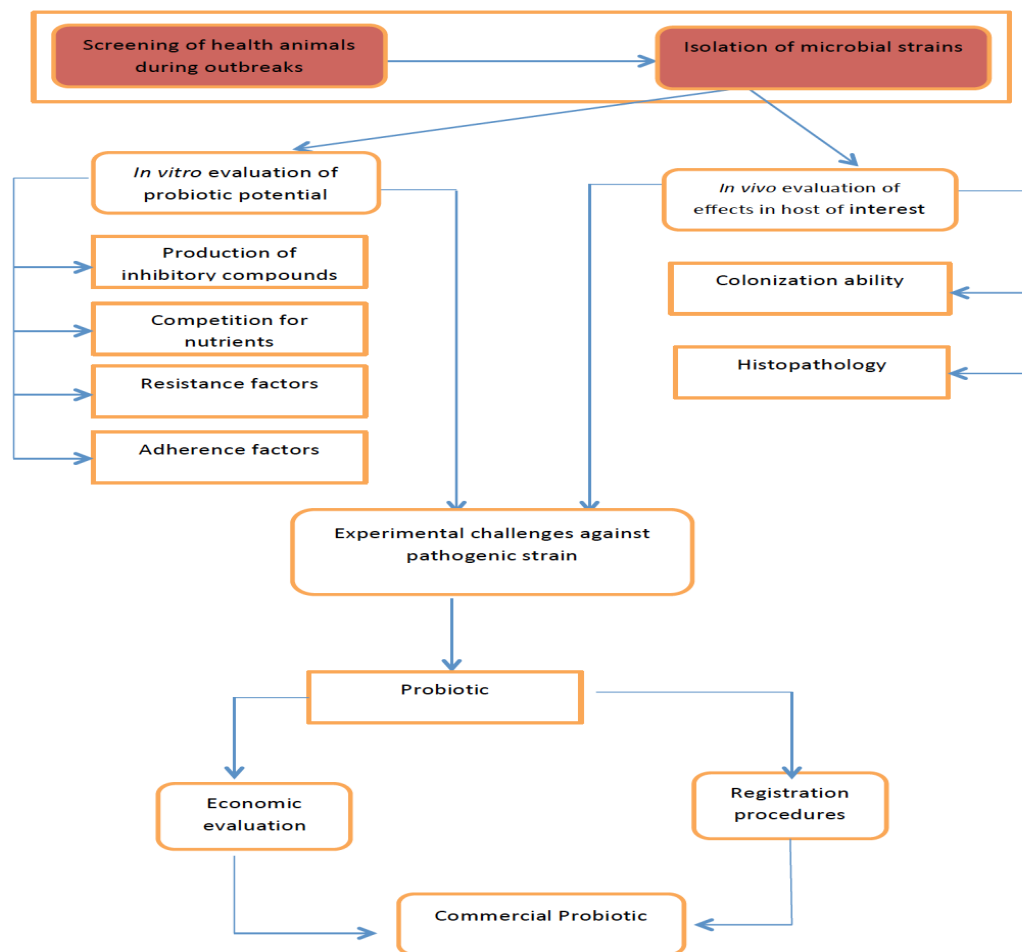 Screening of health animals
during outbreaks
Isolation of microbial strains
In vitro evaluation of
probiotic potential
In vivo evaluation of
effects in host of interest
Production of
inhibitory compounds
Competition for
nutrients
Resistance factors
Adherence factors
Colonization ability
Histopathology
Experimental challenges against
pathogenic strain
Probiotic
Economic
evaluation
Registration
procedures
Commercial Probiotic